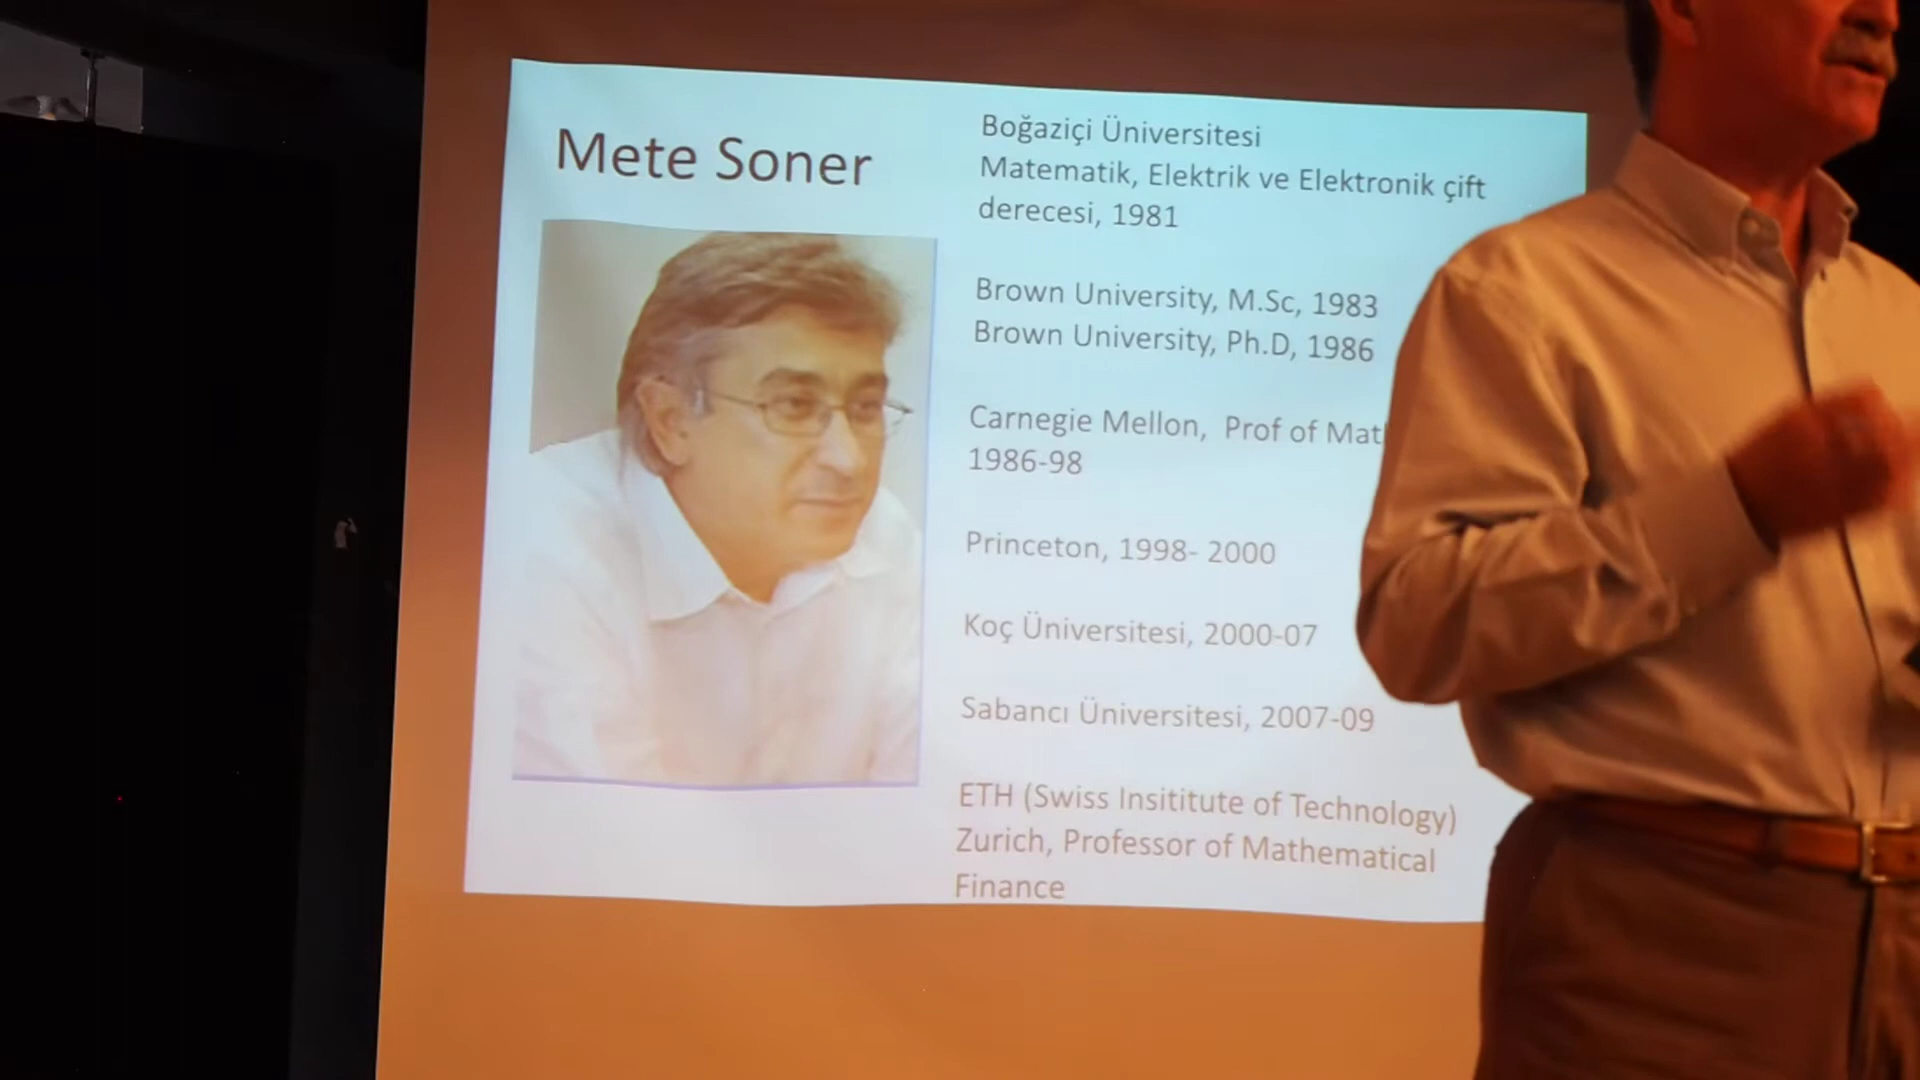 Mete Soner
Boğaziçi Üniversitesi
Matematik, Elektrik ve Elektronik çift
derecesi, 1981
Brown University, M.Sc, 1983
Brown University, Ph.D, 1986
Carnegie Mellon, Prof of
1986-98
Princeton, 1998- 2000
Koç Üniversitesi, 2000-07
Sabancı Üniversitesi, 2007-09
ETH (Swiss Insititute of Technology)
Zurich, Professor of Mathematical
Finance